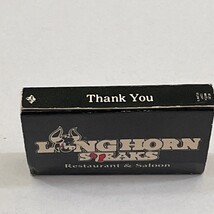 Thank You
LONGHORN
STEAKS
Restaurant & Saloon